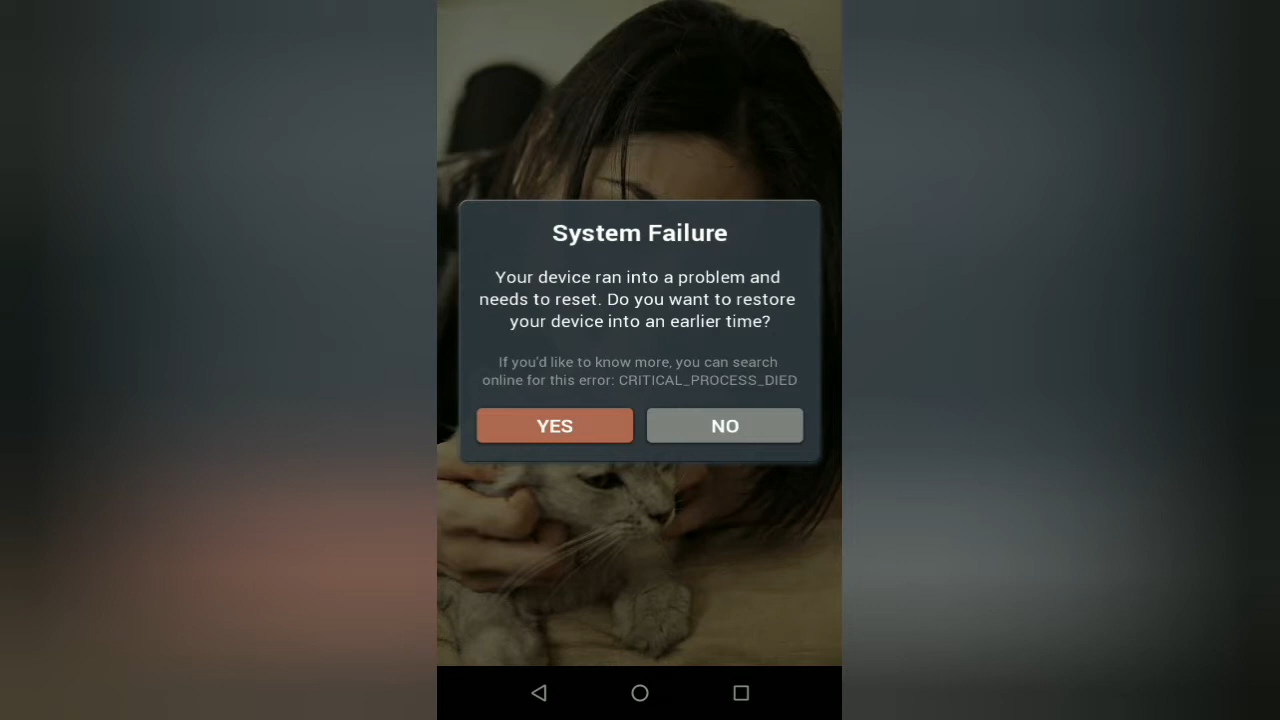 System Failure
Your device ran into a problem and
needs to reset. Do you want to restore
your device into an earlier time?
If you'd like to know more, you can search
online for this error: CRITICAL_PROCESS_DIED
YES
NO